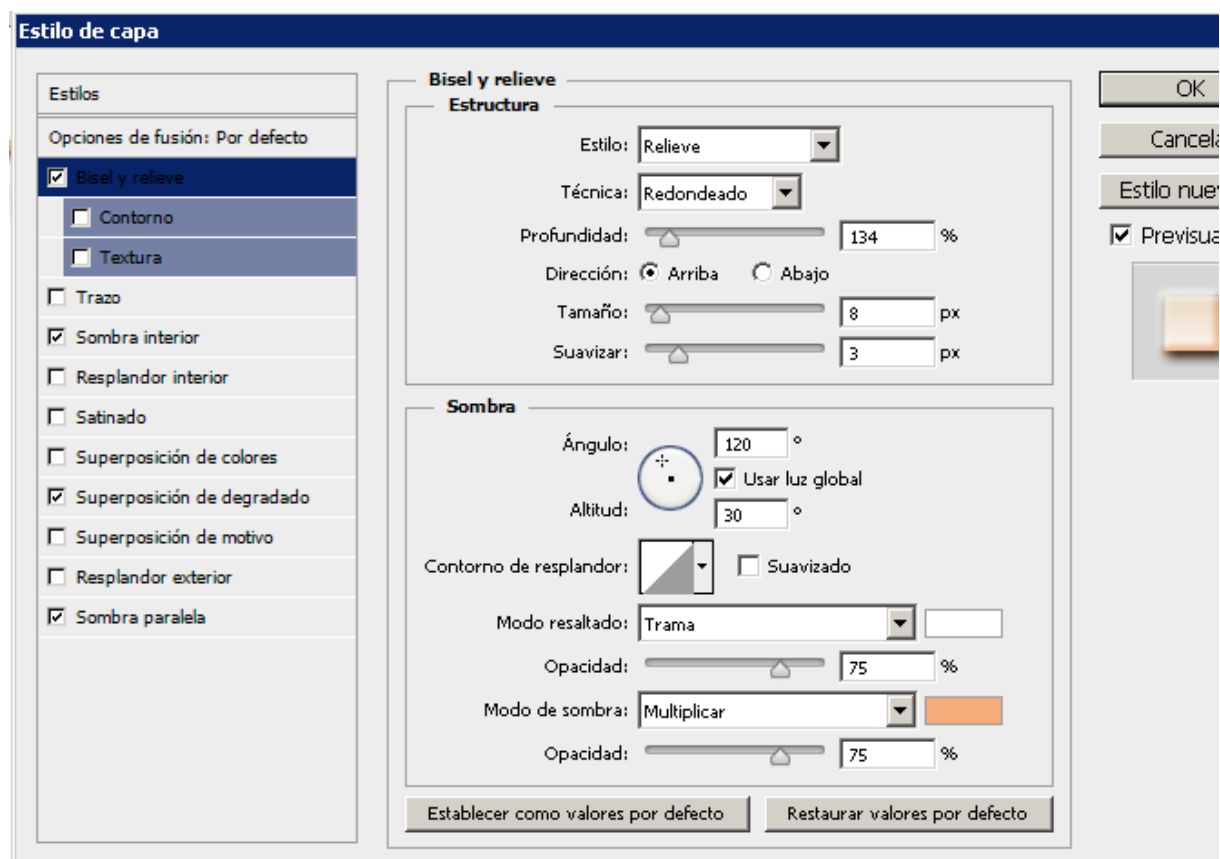 Estilo de capa
Estilos
Opciones de fusión: Por defecto
Bisel y relieve
Contorno
Textura
Trazo
Sombra interior
Resplandor interior
Satinado
Superposición de colores
Superposición de degradado
Superposición de motivo
Resplandor exterior
Sombra paralela
Bisel y relieve
Estructura
Estilo: Relieve
Técnica: Redondeado
Profundidad: 134 %
Dirección: Arriba Abajo
Tamaño: 8 px
Suavizar: 3 px
Sombra
Ángulo: 120 °
Usar luz global
Altitud: 30 °
Contorno de resplandor: Suavizado
Modo resaltado: Trama
Opacidad: 75 %
Modo de sombra: Multiplicar
Opacidad: 75 %
Establecer como valores por defecto Restaurar valores por defecto
OK
Cancela
Estilo nue
Previsua